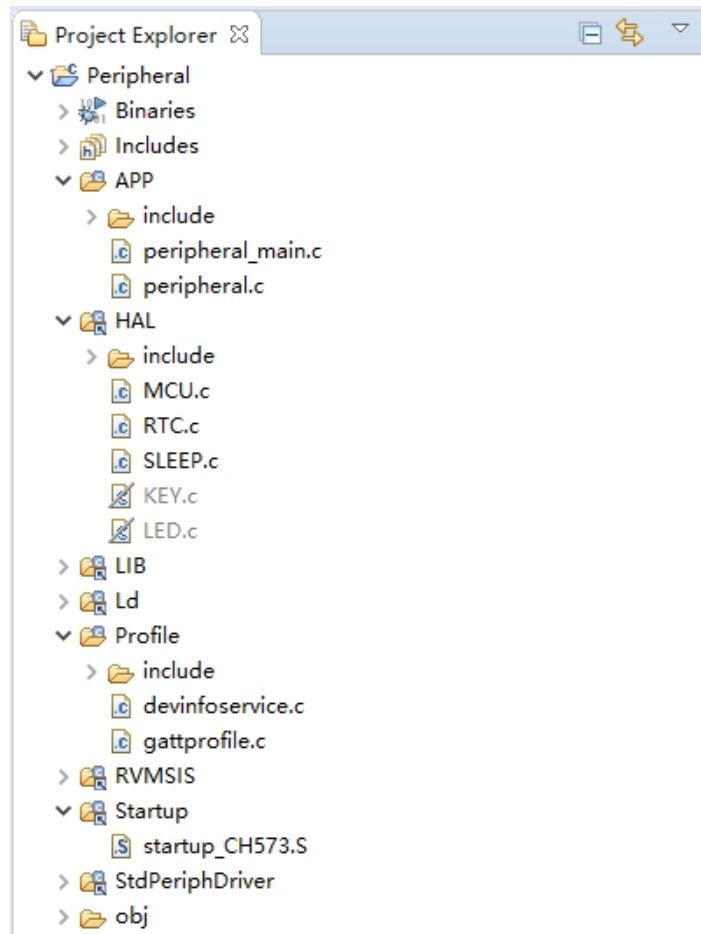 Project Explorer
Peripheral
Binaries
Includes
APP
include
peripheral_main.c
peripheral.c
HAL
include
MCU.c
RTC.c
SLEEP.c
KEY.c
LED.c
LIB
Ld
Profile
include
devinfoservice.c
gattprofile.c
RVMSIS
Startup
startup_CH573.S
StdPeriphDriver
obj